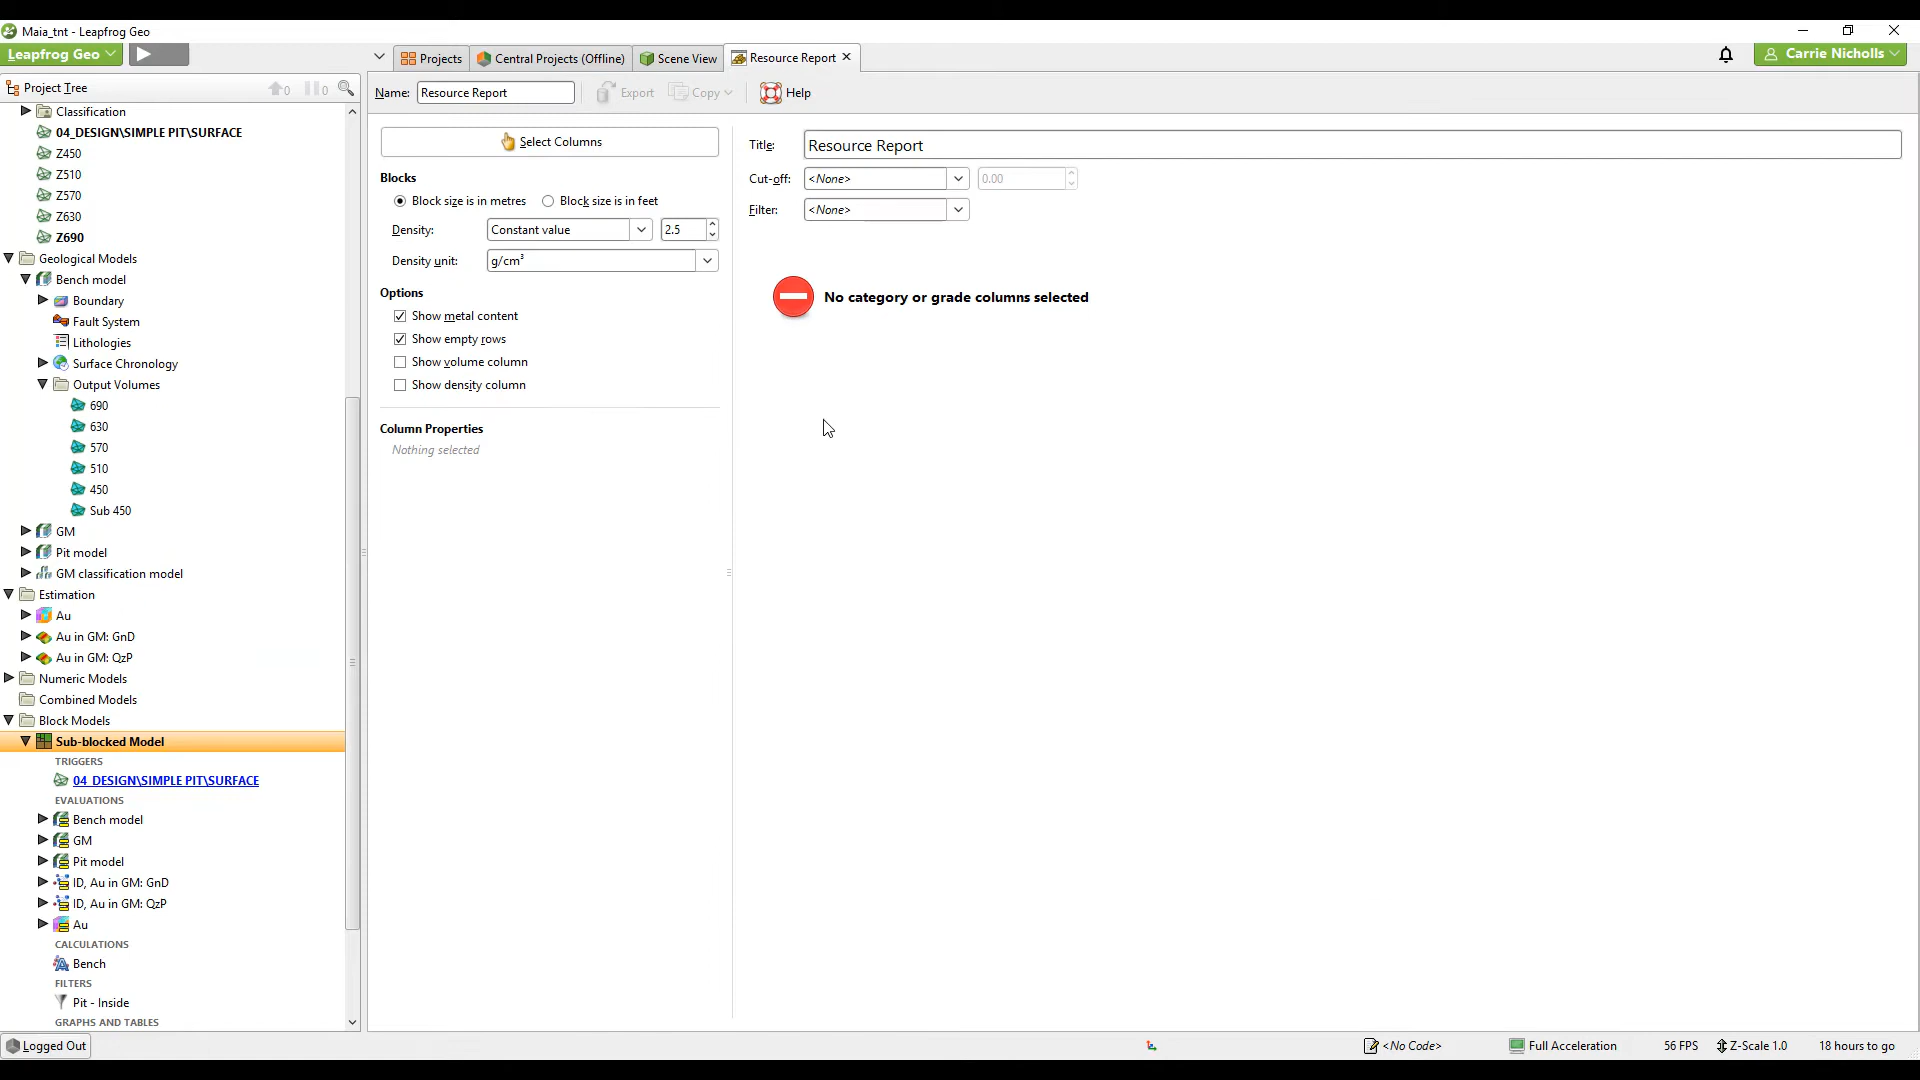 Maia_tnt - Leapfrog Geo
Leapfrog Geo
Projects
Central Projects (Offline)
Scene View
Resource Report
Carrie Nicholls
Project Tree
0
0
Name:
Resource Report
Export
Copy
Help
Classification
04_DESIGN\SIMPLE PIT\SURFACE
Z450
Z510
Z570
Z630
Z690
Geological Models
Bench model
Boundary
Fault System
Lithologies
Surface Chronology
Output Volumes
690
630
570
510
450
Sub 450
GM
Pit model
GM classification model
Estimation
Au
Au in GM: GnD
Au in GM: QzP
Numeric Models
Combined Models
Block Models
Sub-blocked Model
TRIGGERS
04_DESIGN\SIMPLE PIT\SURFACE
EVALUATIONS
Bench model
GM
Pit model
ID, Au in GM: GnD
ID, Au in GM: QzP
Au
CALCULATIONS
Bench
FILTERS
Pit - Inside
GRAPHS AND TABLES
Select Columns
Blocks
Block size is in metres
Block size is in feet
Density:
Constant value
2.5
Density unit:
g/cm³
Options
Show metal content
Show empty rows
Show volume column
Show density column
Column Properties
Nothing selected
Title:
Resource Report
Cut-off:
<None>
0.00
Filter:
<None>
No category or grade columns selected
Logged Out
<No Code>
Full Acceleration
56 FPS
Z-Scale 1.0
18 hours to go